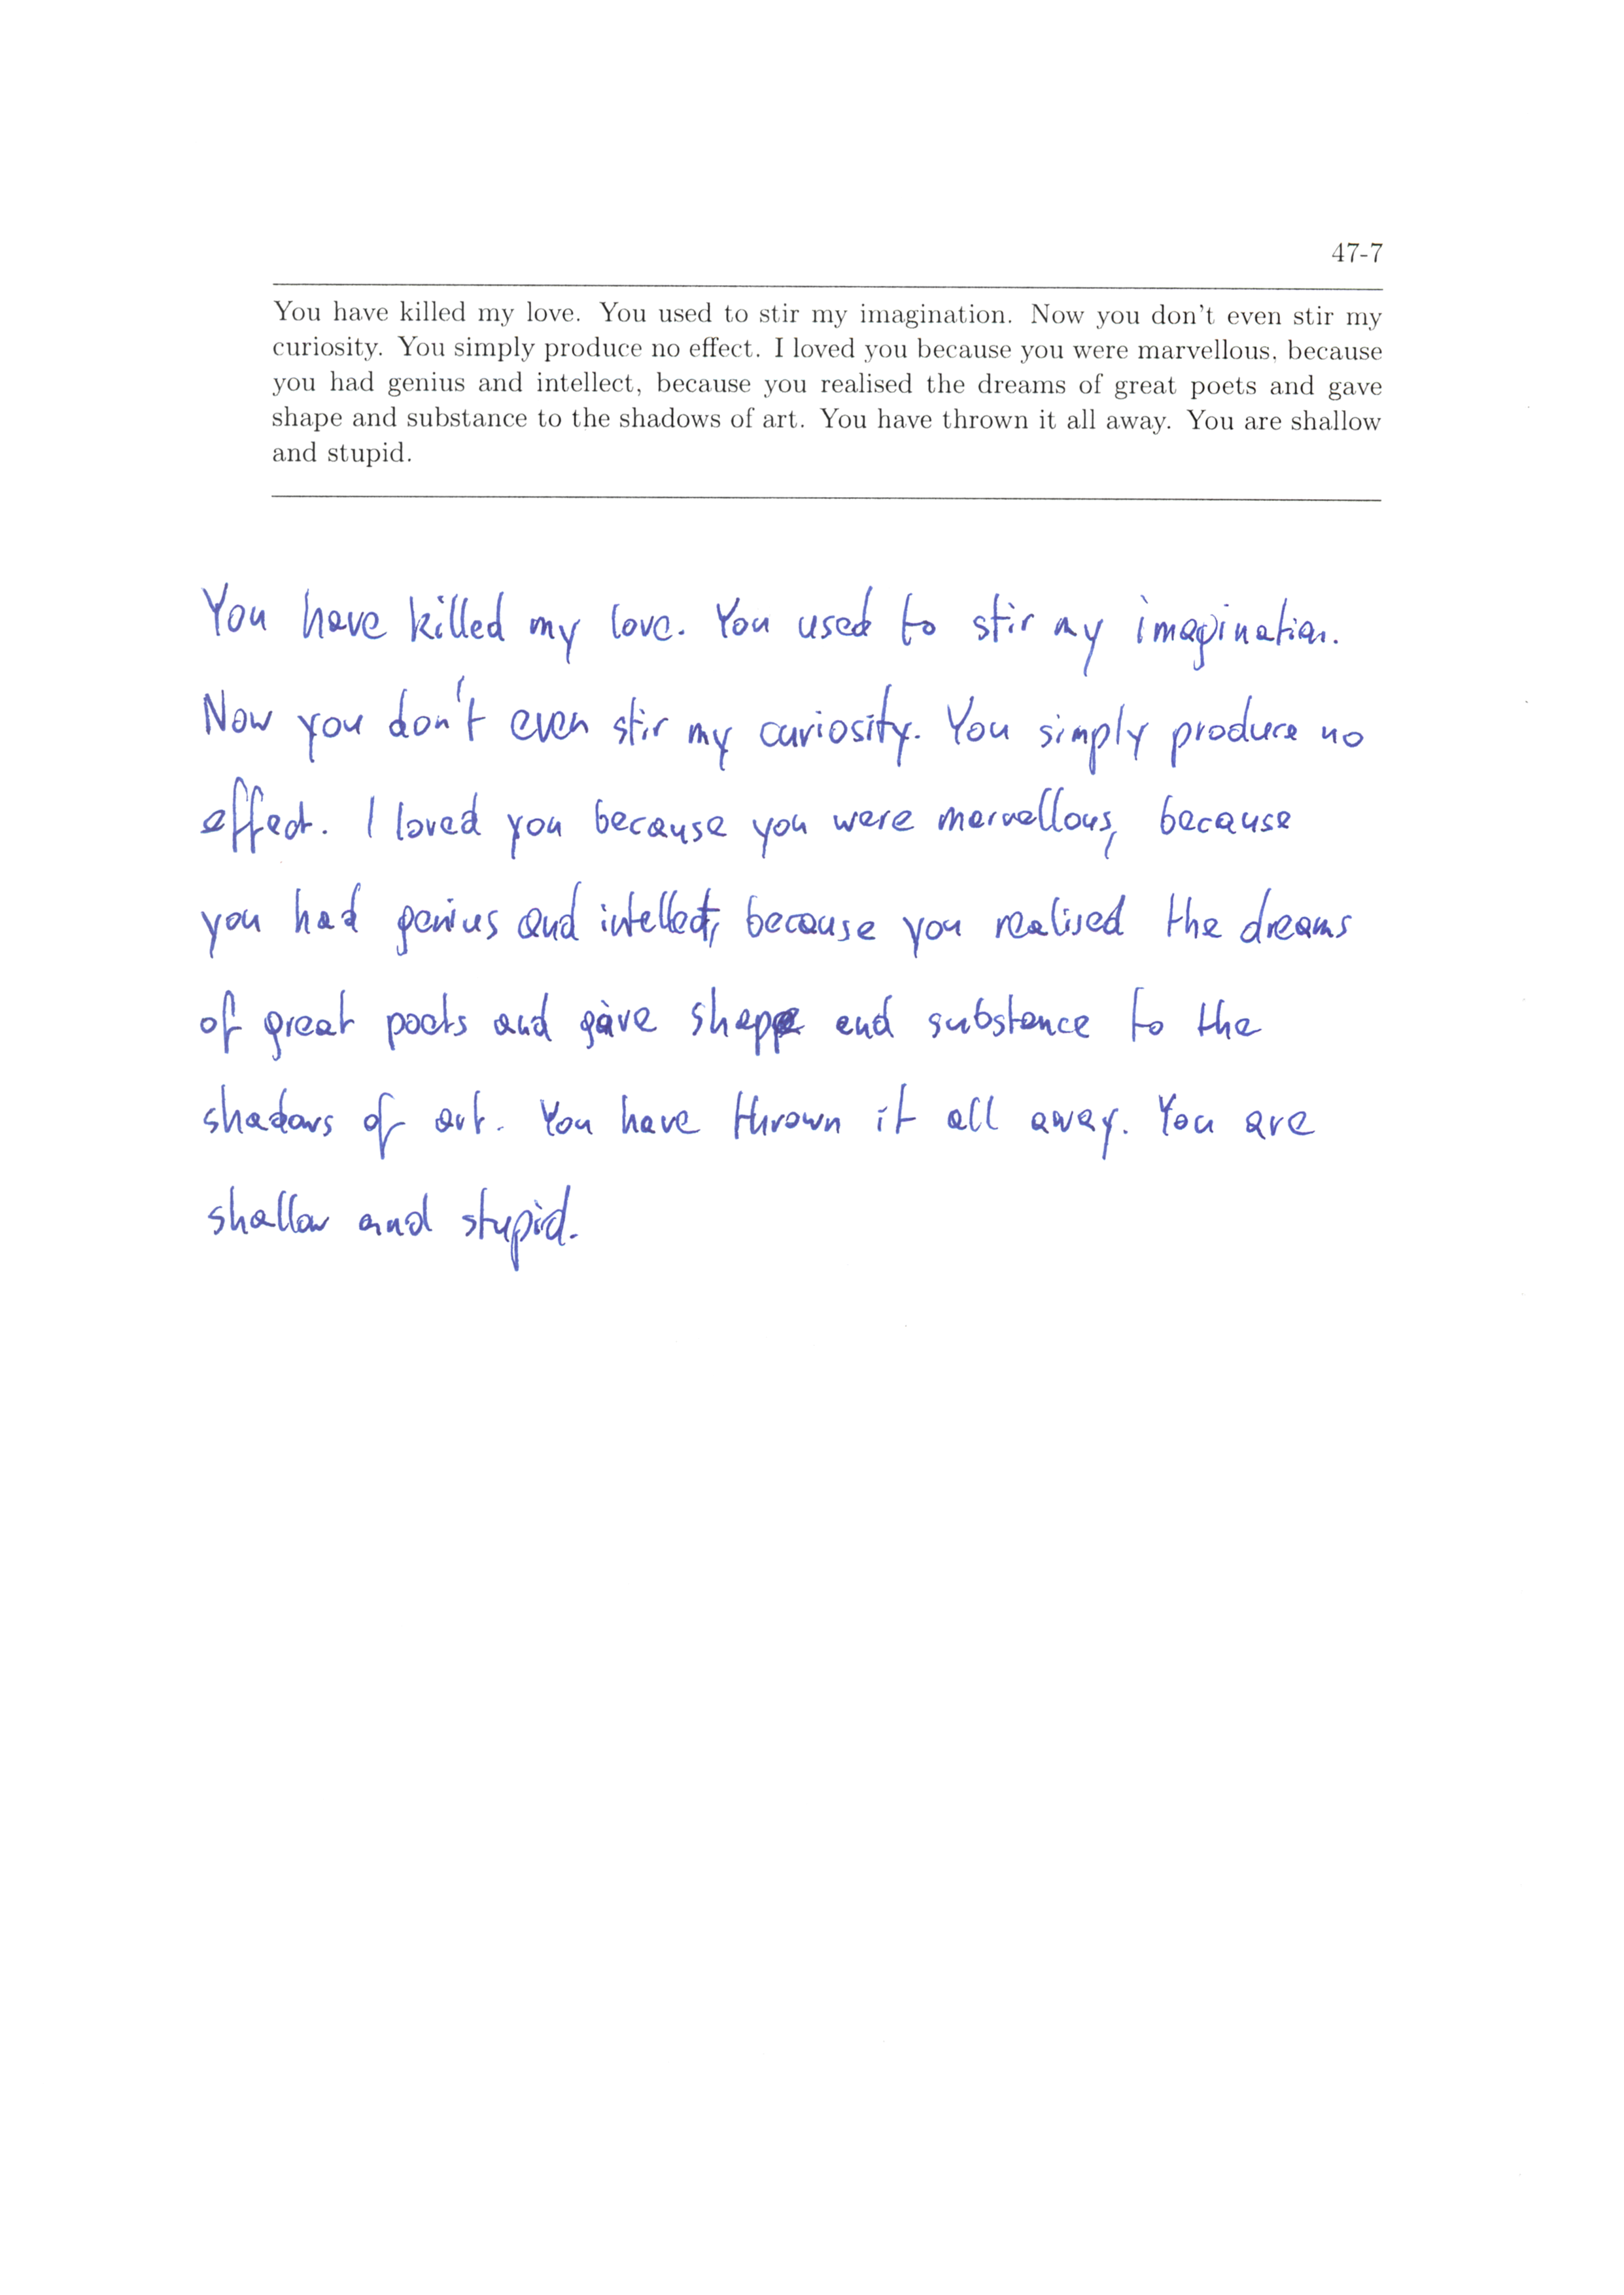 47-7
You have killed my love. You used to stir my imagination. Now you don't even stir my
curiosity. You simply produce no effect. I loved you because you were marvellous, because
you had genius and intellect, because you realised the dreams of great poets and gave
shape and substance to the shadows of art. You have thrown it all away. You are shallow
and stupid.
You have killed my love. You used to stir my imagination.
Now you don't even stir my curiosity. You simply produce no
effect. I loved you because you were marvellous, because
you had genius and intellect, because you realised the dreams
of great poets and gave shape and substance to the
shadows of art. You have thrown it all away. You are
shallow and stupid.